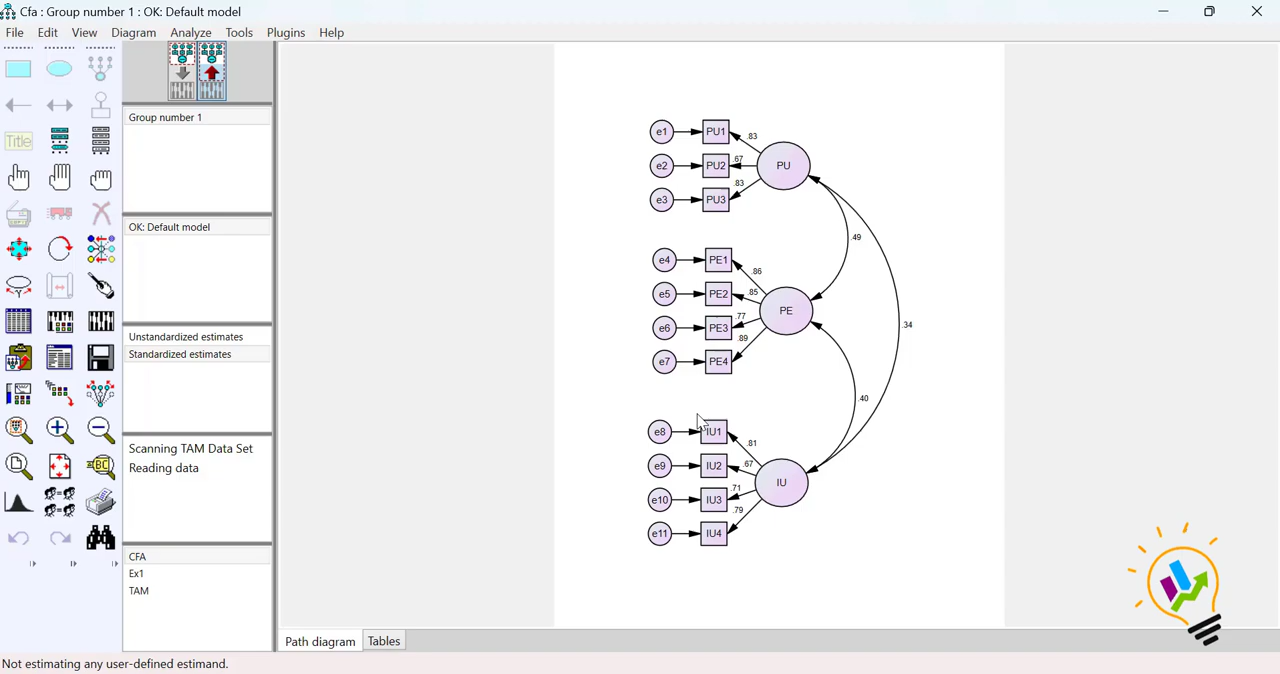 Cfa : Group number 1 : OK: Default model
File Edit View Diagram Analyze Tools Plugins Help
Title
Group number 1
OK: Default model
Unstandardized estimates
Standardized estimates
Scanning TAM Data Set
Reading data
CFA
Ex1
TAM
e1 PU1 .83
e2 PU2 .67 PU
e3 PU3 .83
.49
e4 PE1 .86
e5 PE2 .85
PE
e6 PE3 .77
.34
e7 PE4 .89
.40
e8 IU1 .81
e9 IU2 .67
IU
e10 IU3 .71
e11 IU4 .79
Path diagram Tables
Not estimating any user-defined estimand.